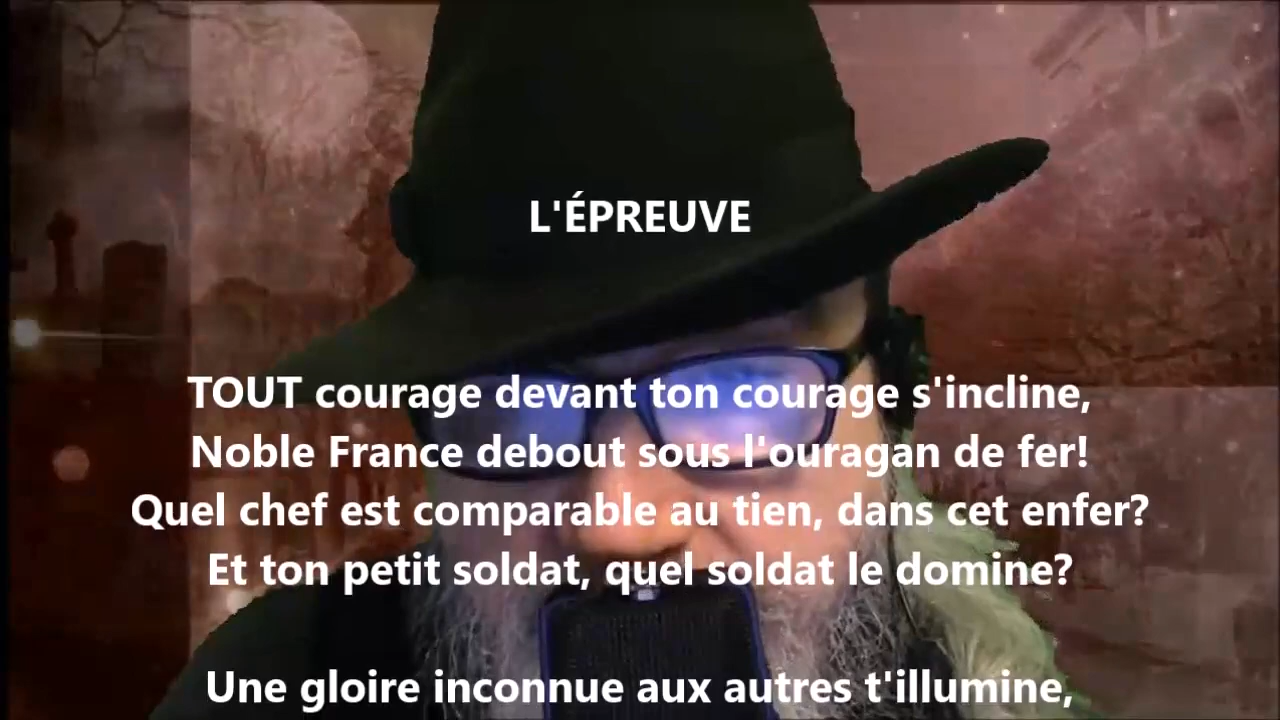 L'ÉPREUVE
TOUT courage devant ton courage s'incline,
Noble France debout sous l'ouragan de fer!
Quel chef est comparable au tien, dans cet enfer?
Et ton petit soldat, quel soldat le domine?
Une gloire inconnue aux autres t'illumine,